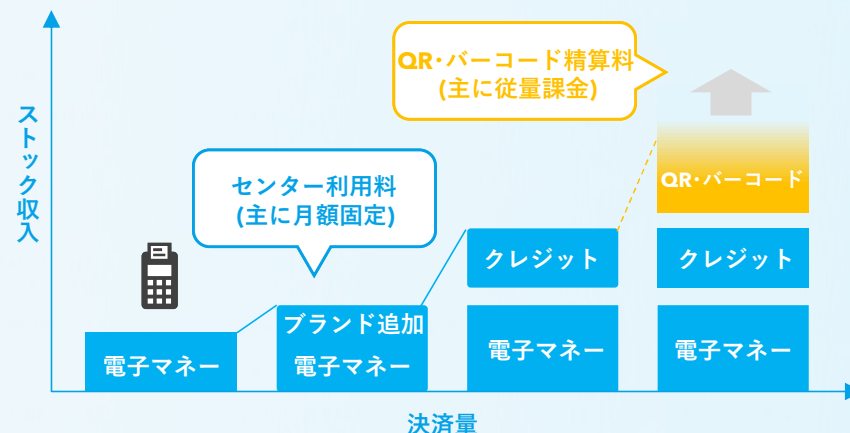 ストック収入
QR･バーコード精算料
(主に従量課金)
センター利用料
(主に月額固定)
電子マネー
ブランド追加
電子マネー
クレジット
電子マネー
QR･バーコード
クレジット
電子マネー
決済量